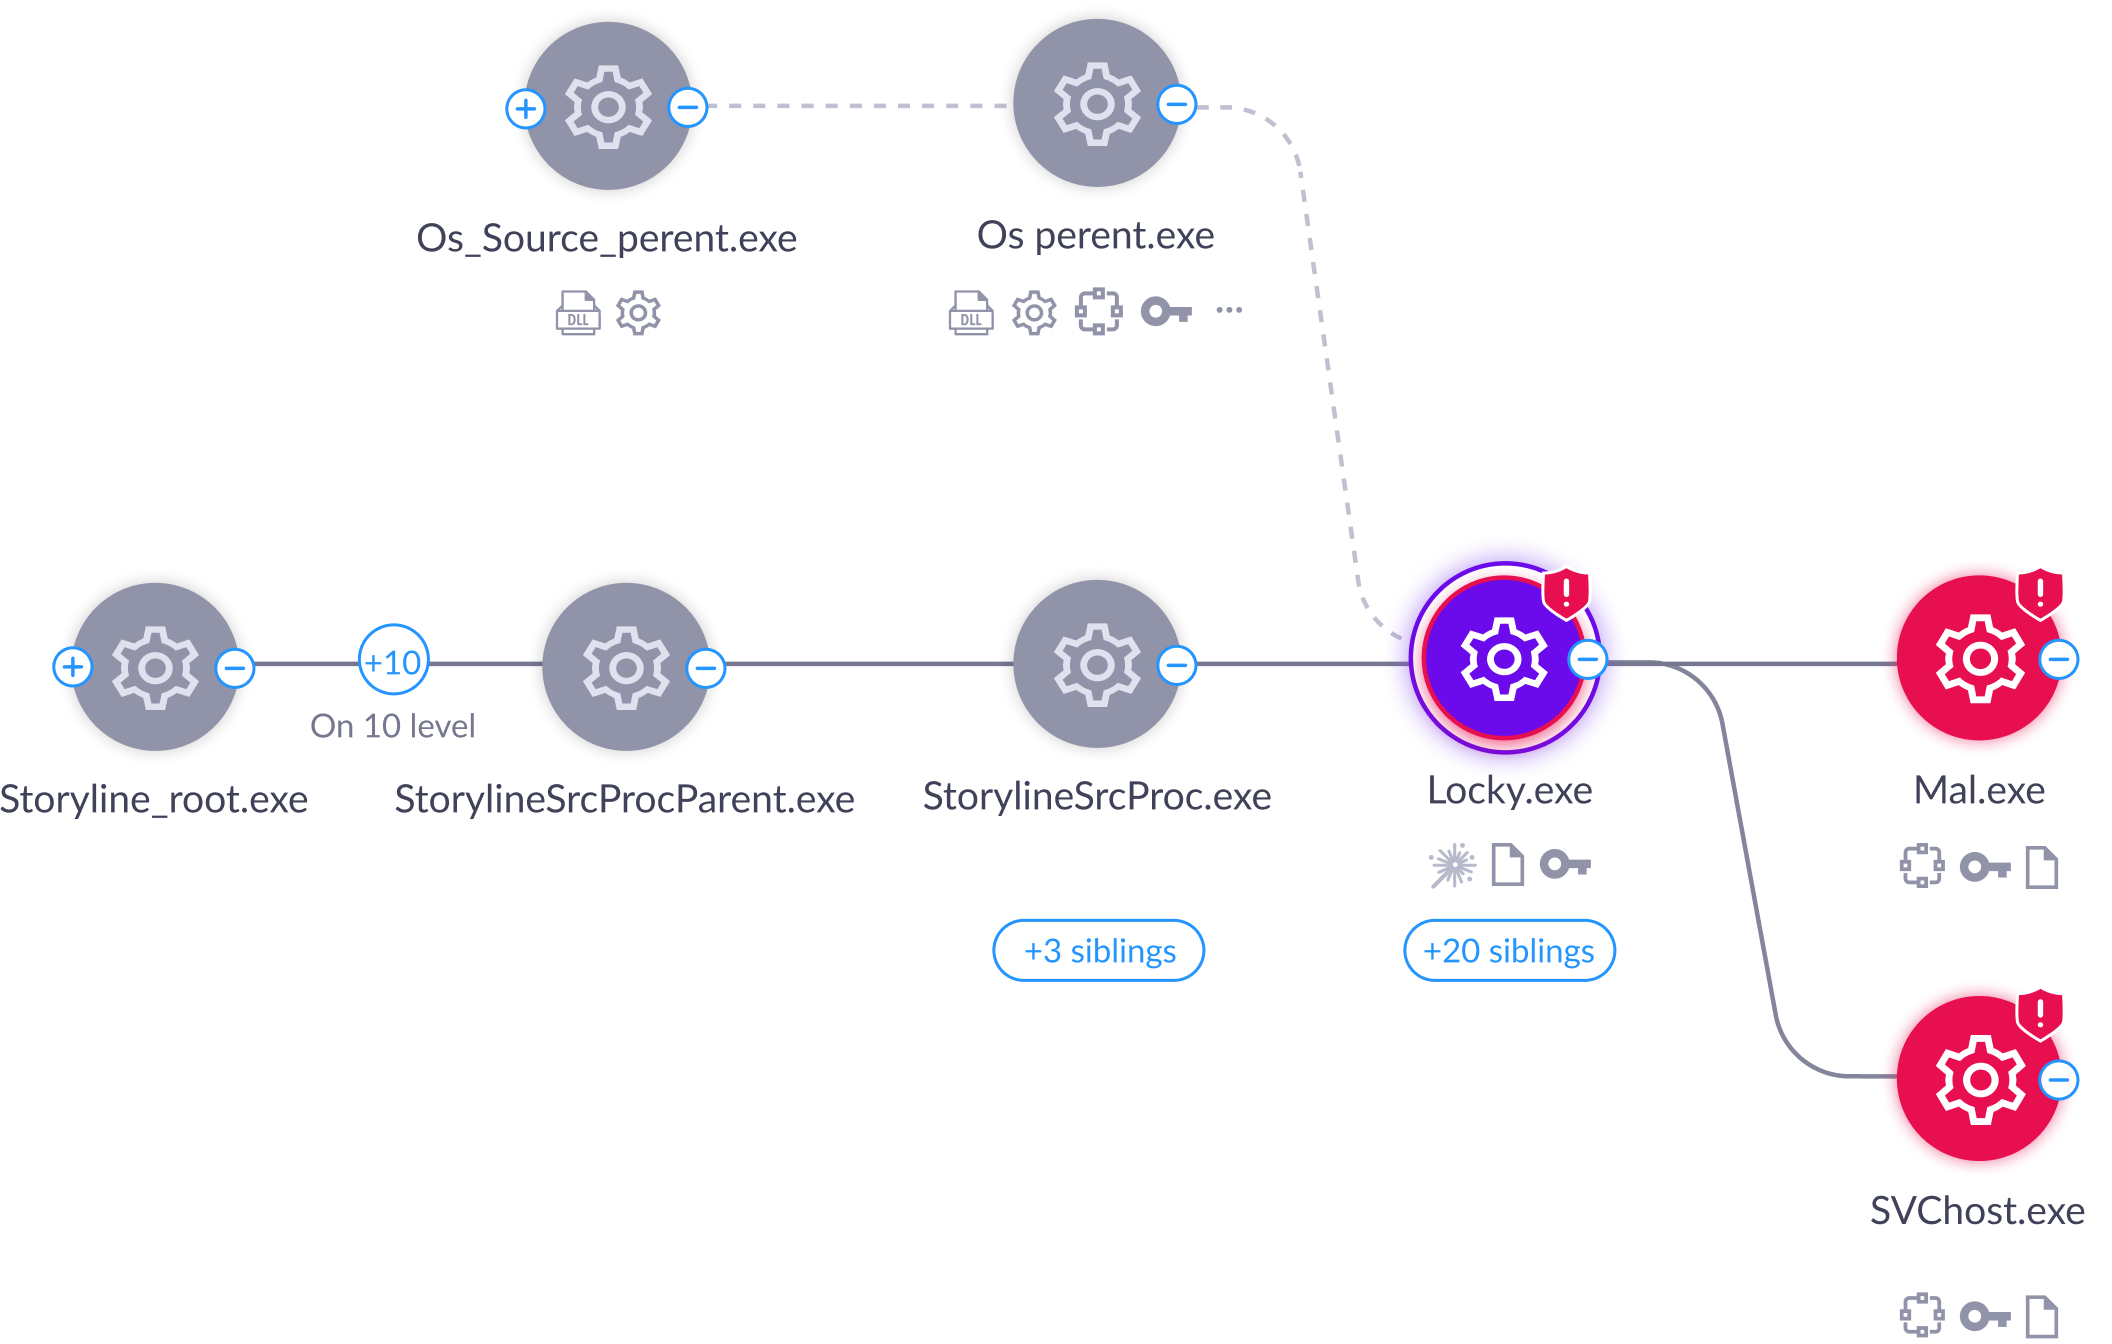 Os_Source_perent.exe
Os perent.exe
DLL
DLL
+10
On 10 level
Storyline_root.exe
StorylineSrcProcParent.exe
StorylineSrcProc.exe
Locky.exe
Mal.exe
+3 siblings
+20 siblings
SVChost.exe